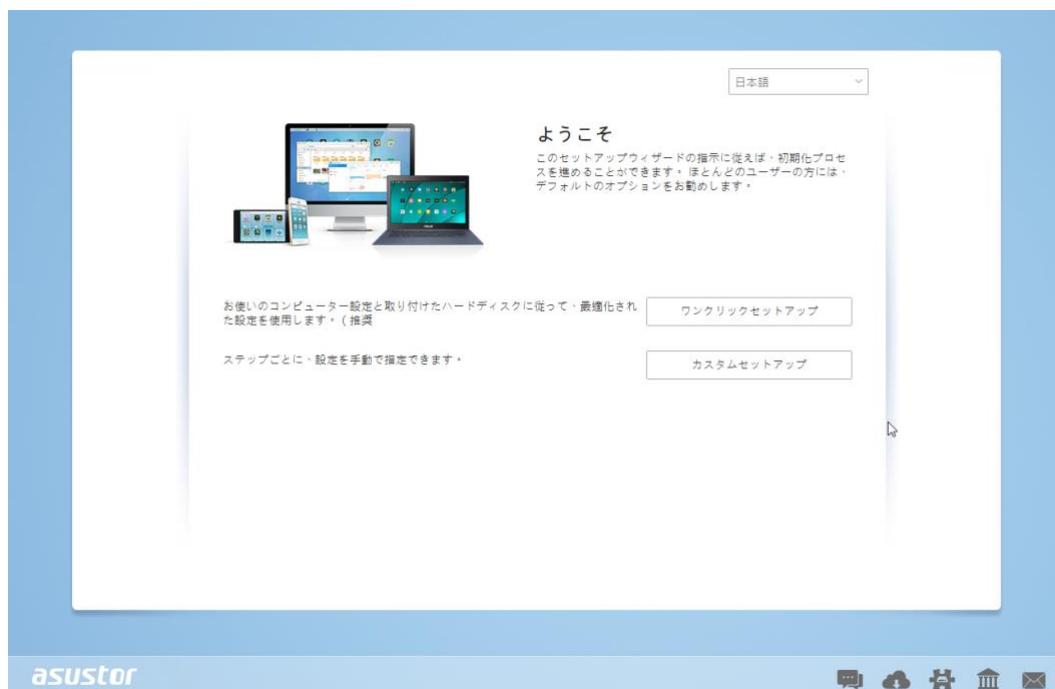 日本語
ようこそ
このセットアップウィザードの指示に従えば、初期化プロセ
スを進めることができます。 ほとんどのユーザーの方には、
デフォルトのオプションをお勧めします。
お使いのコンピューター設定と取り付けたハードディスクに従って、最適化され
た設定を使用します。 ( 推奨
ワンクリックセットアップ
ステップごとに、設定を手動で指定できます。
カスタムセットアップ
asustor